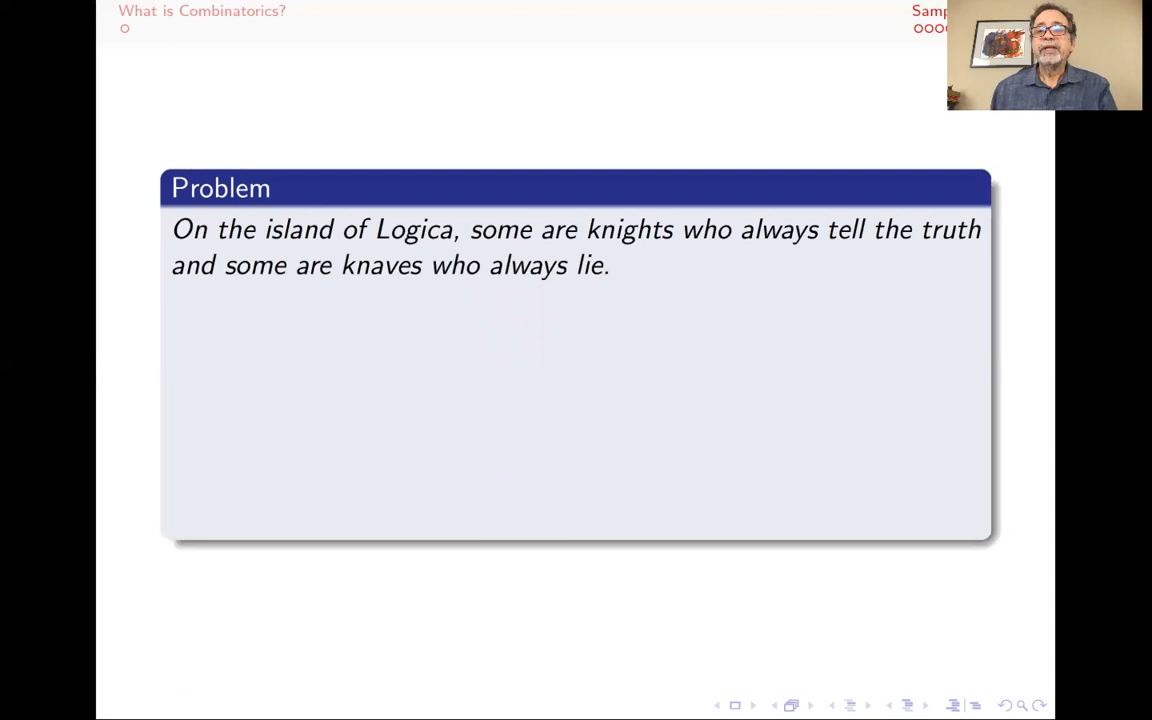 What is Combinatorics?
Samp
Problem
On the island of Logica, some are knights who always tell the truth
and some are knaves who always lie.